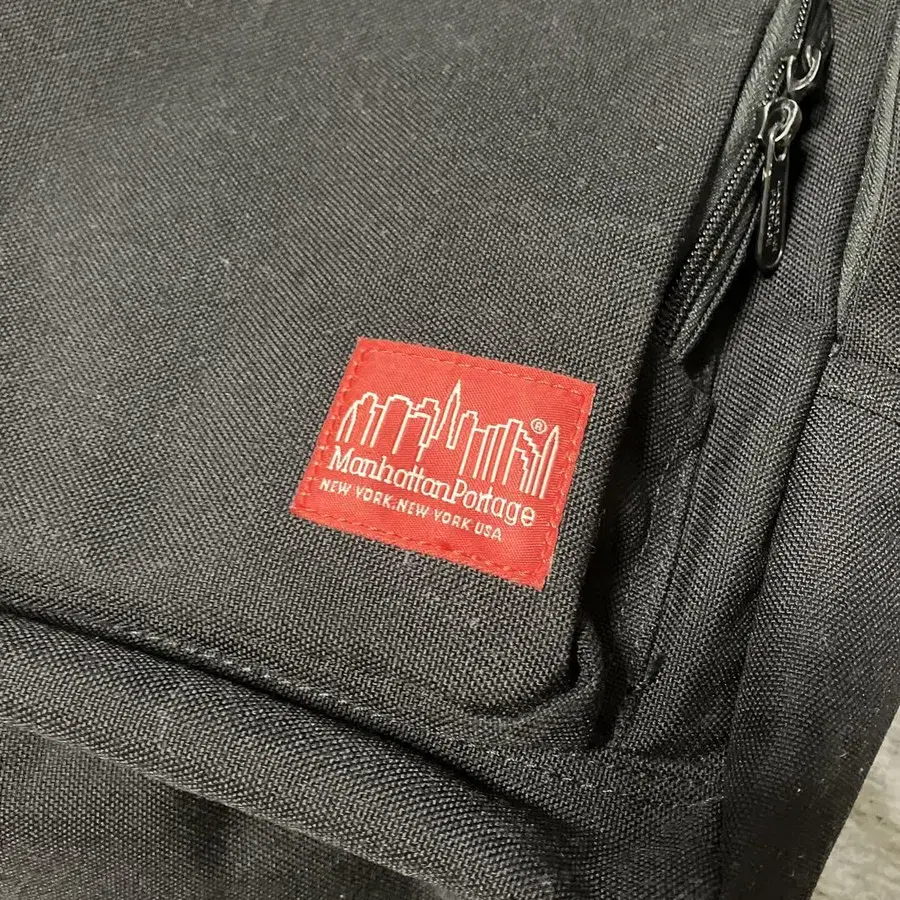 ®
ManhattanPortage
NEW YORK, NEW YORK USA